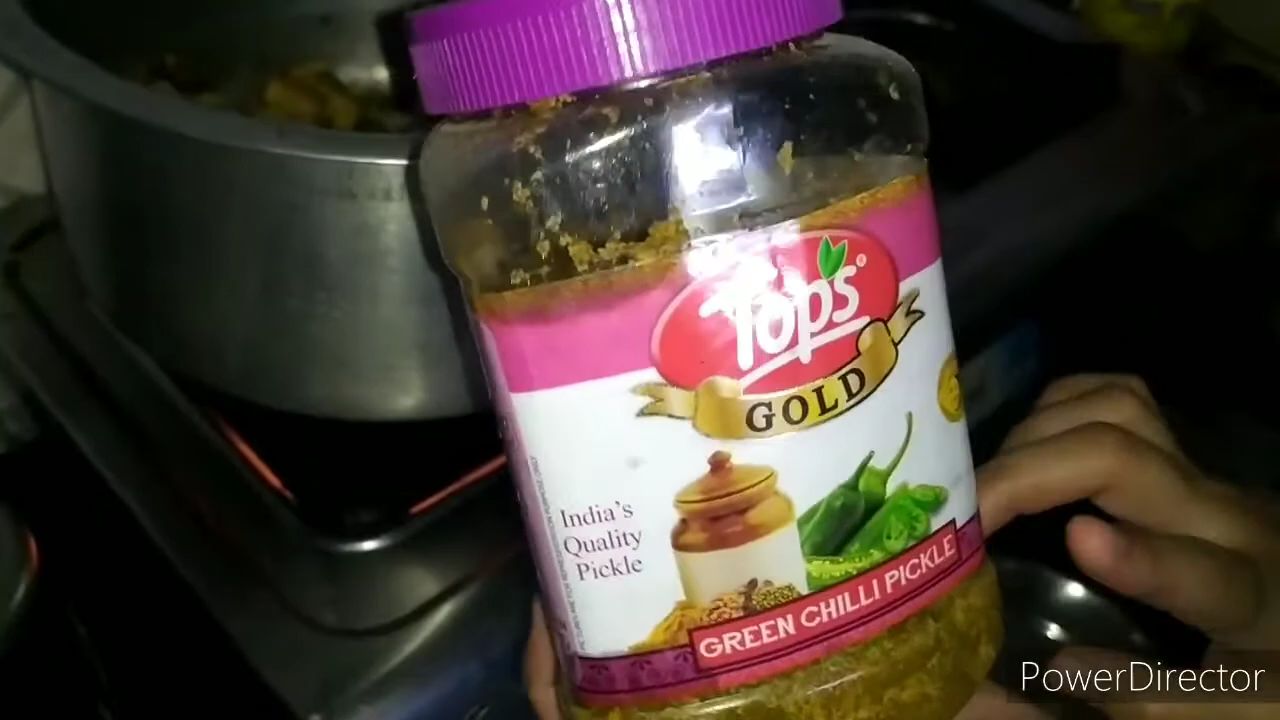 Tops®
GOLD
India's
Quality
Pickle
GREEN CHILLI PICKLE
PowerDirector